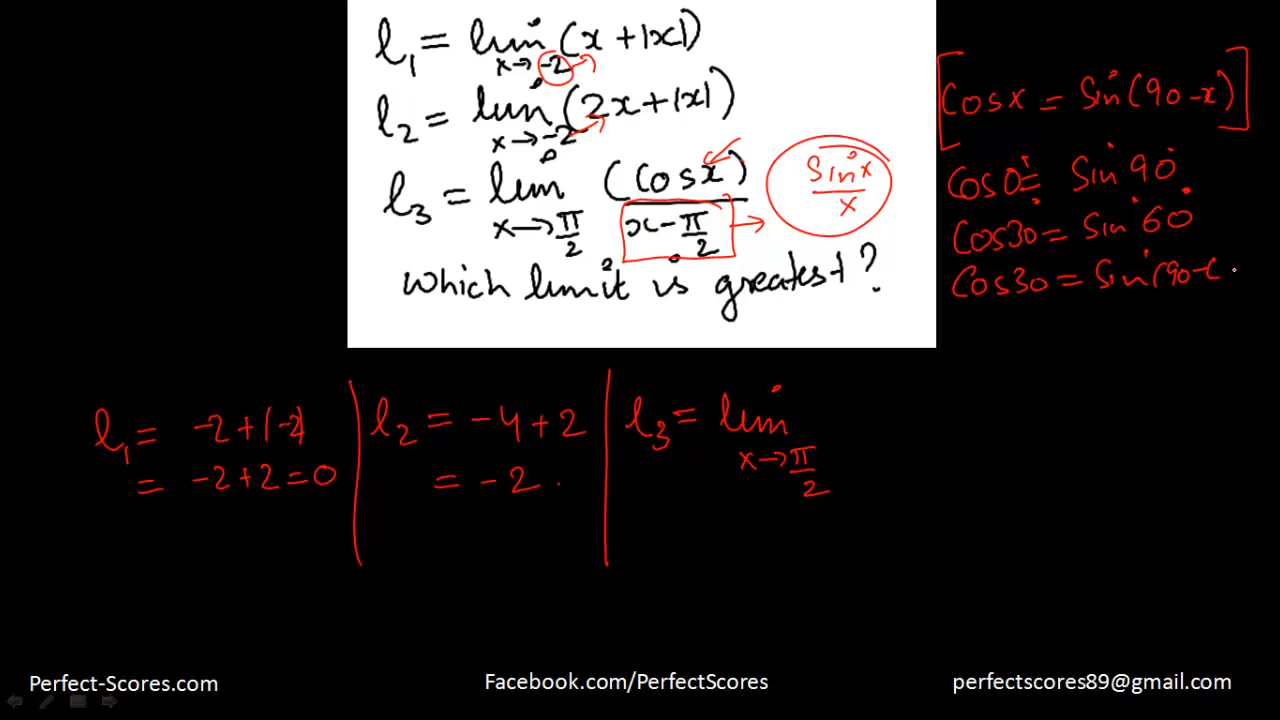 l₁ = lim (x + |x|)
x→-2
l₂ = lim (2x + |x|)
x→-2
l₃ = lim (cos x)
x→π/2 x - π/2
Which limit is greatest?
sin x
x
[Cos x = Sin (90 - x)]
Cos 0 = Sin 90
Cos 30 = Sin 60
Cos 30 = Sin (90 - (
l₁ = -2 + |-2|
= -2 + 2 = 0
l₂ = -4 + 2
= -2 .
l₃ = lim
x→π/2
Perfect-Scores.com
Facebook.com/PerfectScores
perfectscores89@gmail.com